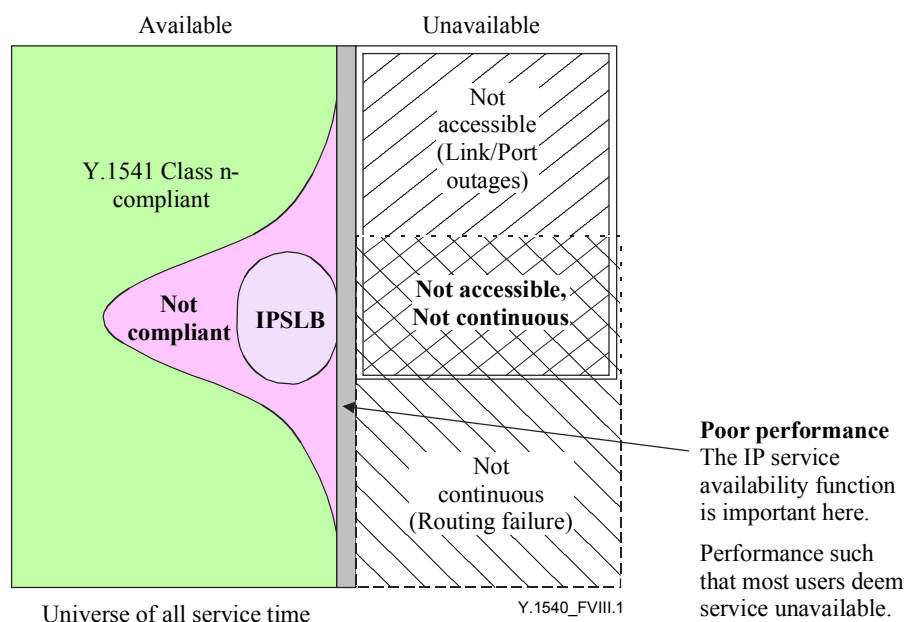 Available
Unavailable
Not
accessible
(Link/Port
outages)
Y.1541 Class n-
compliant
Not
compliant
IPSLB
Not accessible,
Not continuous
Not
continuous
(Routing failure)
Poor performance
The IP service
availability function
is important here.
Performance such
that most users deem
service unavailable.
Universe of all service time
Y.1540_FVIII.1